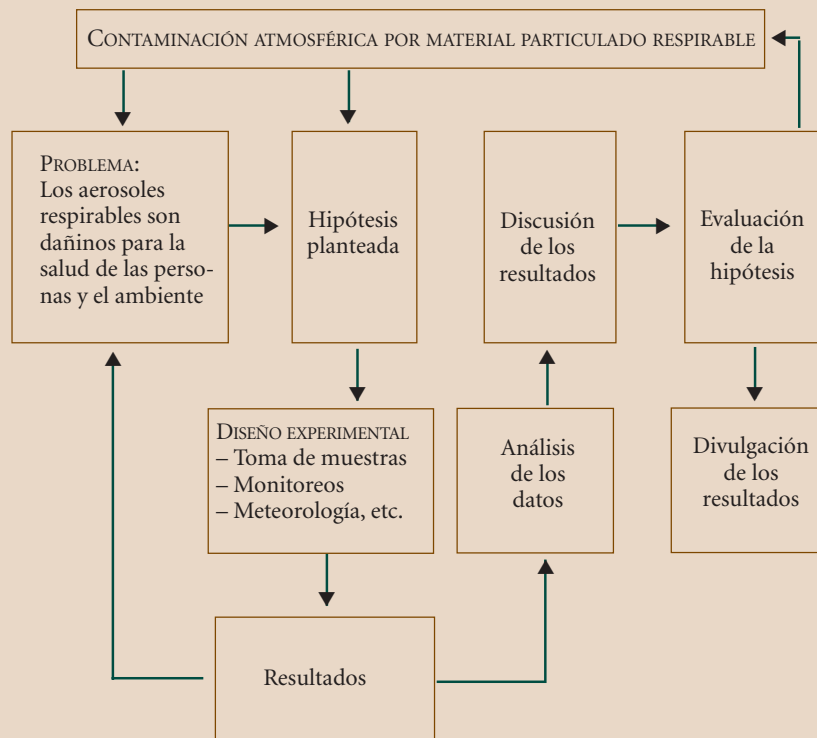 CONTAMINACIÓN ATMOSFÉRICA POR MATERIAL PARTICULADO RESPIRABLE
PROBLEMA:
Los aerosoles
respirables son
dañinos para la
salud de las perso-
nas y el ambiente
Hipótesis
planteada
Discusión
de los
resultados
Evaluación
de la
hipótesis
DISEÑO EXPERIMENTAL
– Toma de muestras
– Monitoreos
– Meteorología, etc.
Análisis
de los
datos
Divulgación
de los
resultados
Resultados